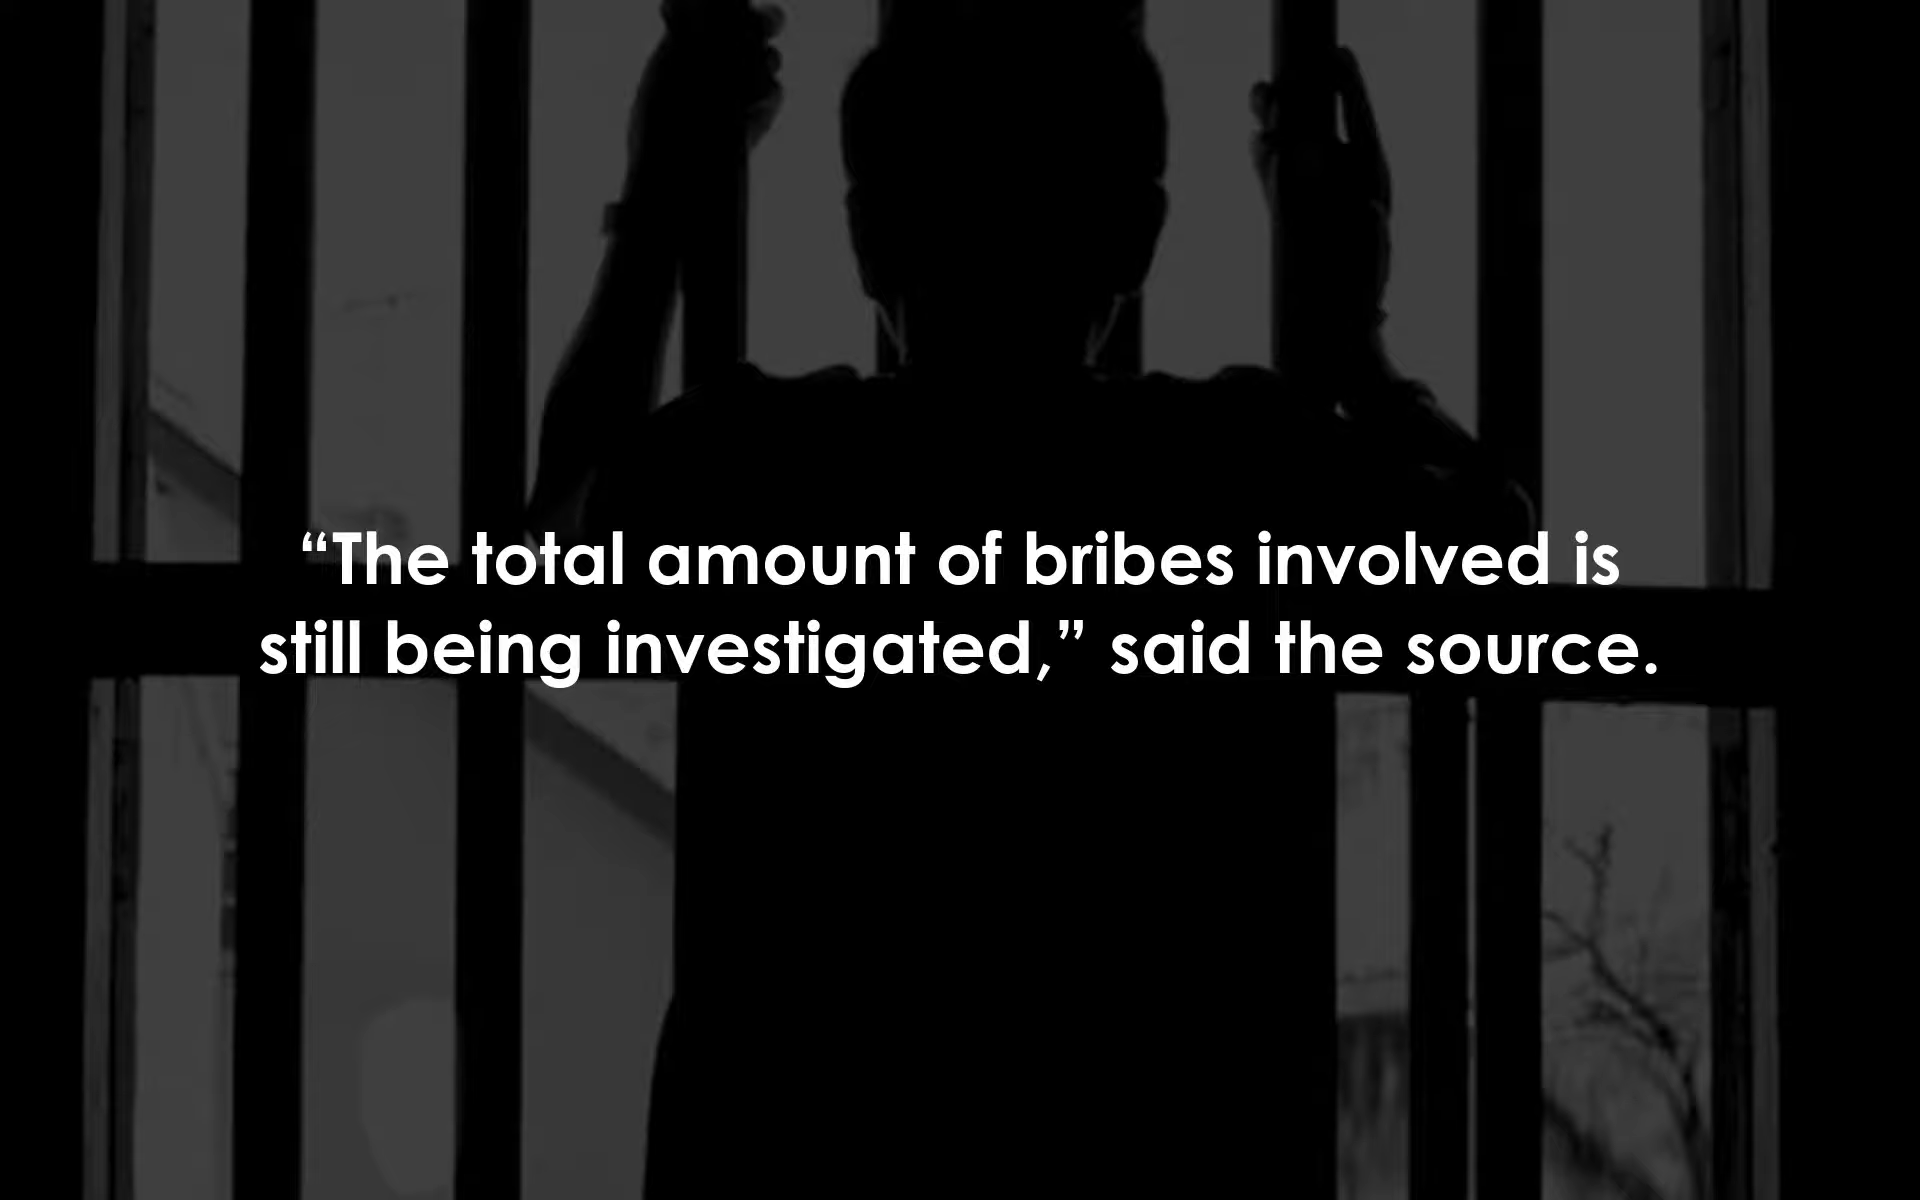 “The total amount of bribes involved is
still being investigated,” said the source.